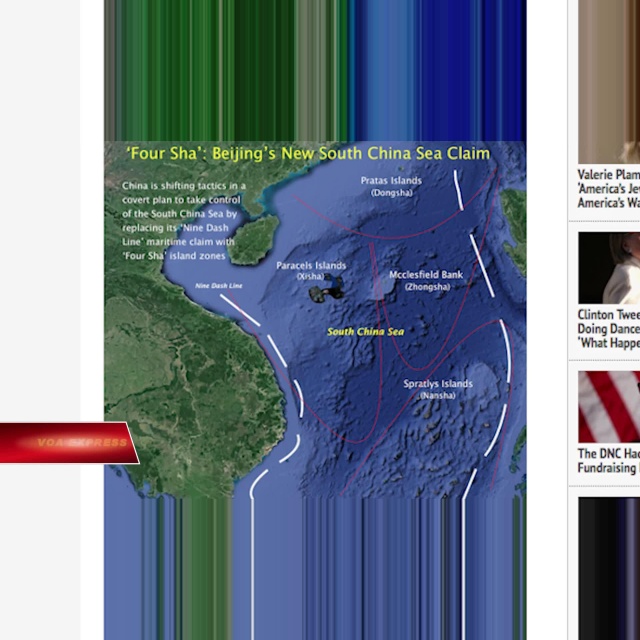 'Four Sha': Beijing's New South China Sea Claim
China is shifting tactics in a
covert plan to take control
of the South China Sea by
replacing its 'Nine Dash
Line' maritime claim with
'Four Sha' island zones
Pratas Islands
(Dongsha)
Paracels Islands
(Xisha)
Mcclesfield Bank
(Zhongsha)
Nine Dash Line
South China Sea
Spratlys Islands
(Nansha)
VOA EXPRESS
Valerie Plam
'America's Je
America's Wa
Clinton Twee
Doing Dance
'What Happe
The DNC Hac
Fundraising